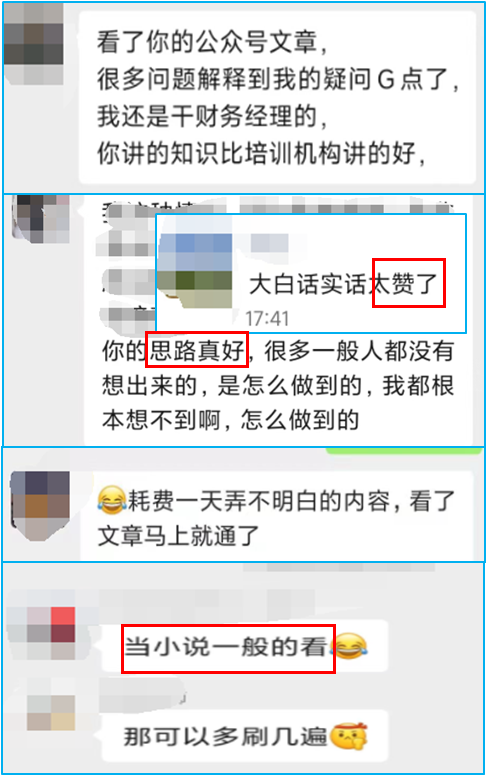 看了你的公众号文章，
很多问题解释到我的疑问G点了，
我还是干财务经理的，
你讲的知识比培训机构讲的好，
大白话实话太赞了
17:41
你的思路真好，很多一般人都没有
想出来的，是怎么做到的，我都根
本想不到啊，怎么做到的
😂耗费一天弄不明白的内容，看了
文章马上就通了
当小说一般的看😂
那可以多刷几遍